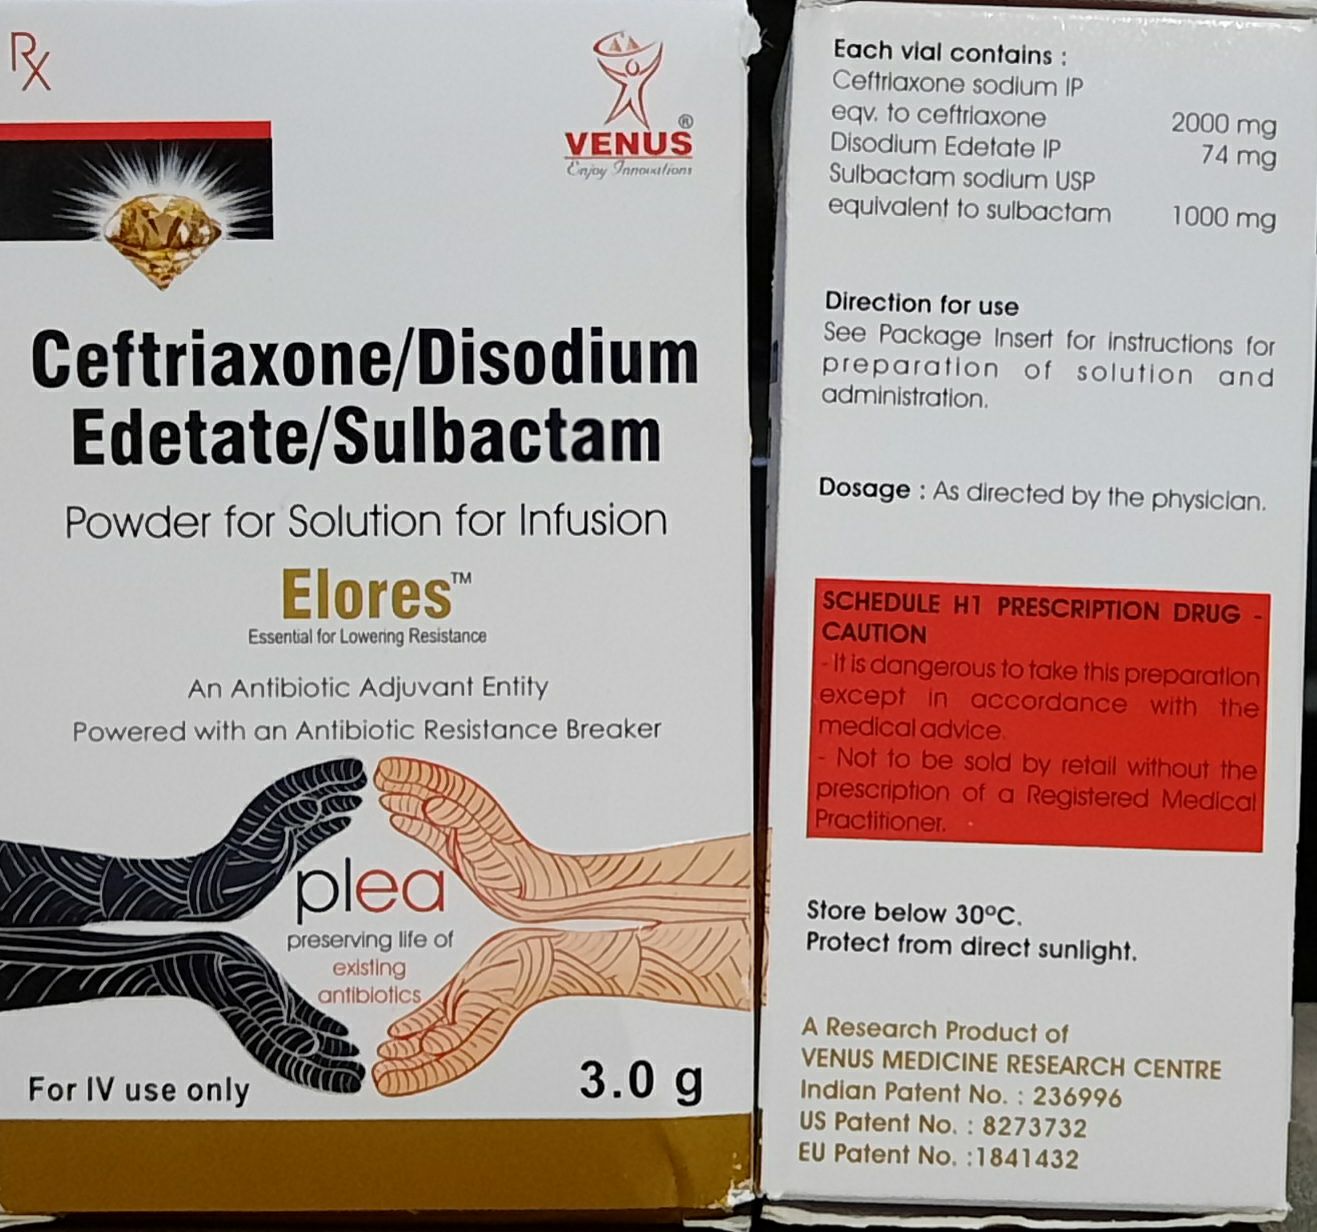 Rx
VENUS®
Enjoy Innovations
Ceftriaxone/Disodium
Edetate/Sulbactam
Powder for Solution for Infusion
Elores™
Essential for Lowering Resistance
An Antibiotic Adjuvant Entity
Powered with an Antibiotic Resistance Breaker
plea
preserving life of
existing
antibiotics
For IV use only
3.0 g
Each vial contains :
Ceftriaxone sodium IP
eqv. to ceftriaxone 2000 mg
Disodium Edetate IP 74 mg
Sulbactam sodium USP
equivalent to sulbactam 1000 mg
Direction for use
See Package Insert for instructions for
preparation of solution and
administration.
Dosage : As directed by the physician.
SCHEDULE H1 PRESCRIPTION DRUG -
CAUTION
- It is dangerous to take this preparation
except in accordance with the
medical advice.
- Not to be sold by retail without the
prescription of a Registered Medical
Practitioner.
Store below 30°C.
Protect from direct sunlight.
A Research Product of
VENUS MEDICINE RESEARCH CENTRE
Indian Patent No. : 236996
US Patent No. : 8273732
EU Patent No. :1841432